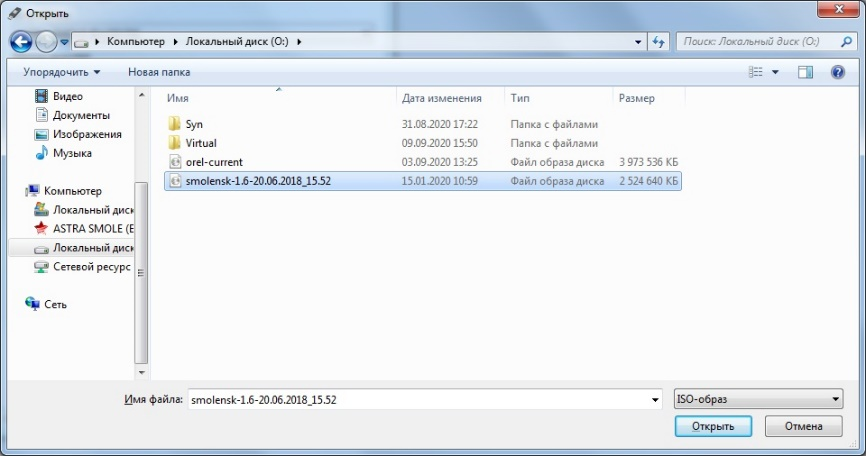 Открыть
Компьютер ▸ Локальный диск (O:) ▸
Поиск: Локальный диск (O:)
Упорядочить Новая папка
Видео
Документы
Изображения
Музыка
Компьютер
Локальный диск
ASTRA SMOLE (E
Локальный диск
Сетевой ресурс
Сеть
Имя Дата изменения Тип Размер
Syn 31.08.2020 17:22 Папка с файлами
Virtual 09.09.2020 15:50 Папка с файлами
orel-current 03.09.2020 13:25 Файл образа диска 3 973 536 КБ
smolensk-1.6-20.06.2018_15.52 15.01.2020 10:59 Файл образа диска 2 524 640 КБ
Имя файла: smolensk-1.6-20.06.2018_15.52 ISO-образ
Открыть Отмена